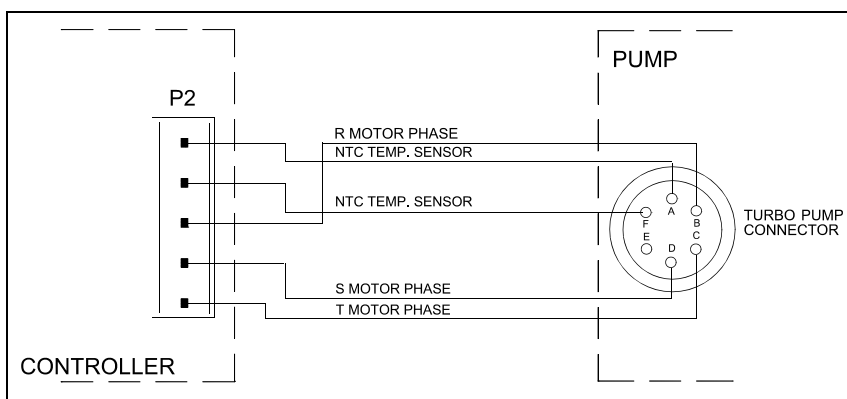 PUMP
P2
R MOTOR PHASE
NTC TEMP. SENSOR
NTC TEMP. SENSOR
A
F
B
TURBO PUMP
CONNECTOR
E
D
C
S MOTOR PHASE
T MOTOR PHASE
CONTROLLER